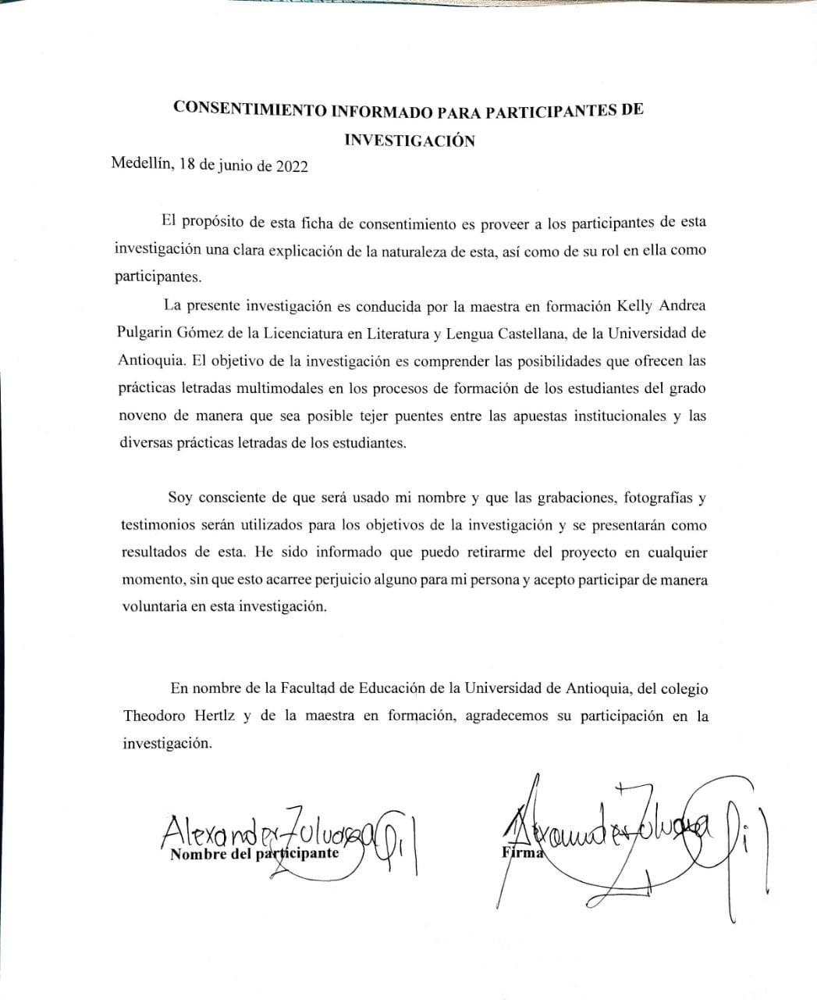 CONSENTIMIENTO INFORMADO PARA PARTICIPANTES DE
INVESTIGACIÓN
Medellín, 18 de junio de 2022
El propósito de esta ficha de consentimiento es proveer a los participantes de esta
investigación una clara explicación de la naturaleza de esta, así como de su rol en ella como
participantes.
La presente investigación es conducida por la maestra en formación Kelly Andrea
Pulgarin Gómez de la Licenciatura en Literatura y Lengua Castellana, de la Universidad de
Antioquia. El objetivo de la investigación es comprender las posibilidades que ofrecen las
prácticas letradas multimodales en los procesos de formación de los estudiantes del grado
noveno de manera que sea posible tejer puentes entre las apuestas institucionales y las
diversas prácticas letradas de los estudiantes.
Soy consciente de que será usado mi nombre y que las grabaciones, fotografías y
testimonios serán utilizados para los objetivos de la investigación y se presentarán como
resultados de esta. He sido informado que puedo retirarme del proyecto en cualquier
momento, sin que esto acarree perjuicio alguno para mi persona y acepto participar de manera
voluntaria en esta investigación.
En nombre de la Facultad de Educación de la Universidad de Antioquia, del colegio
Theodoro Hertlz y de la maestra en formación, agradecemos su participación en la
investigación.
Alexander Zuluaga Gil Alexander Zuluaga Gil
Nombre del participante Firma